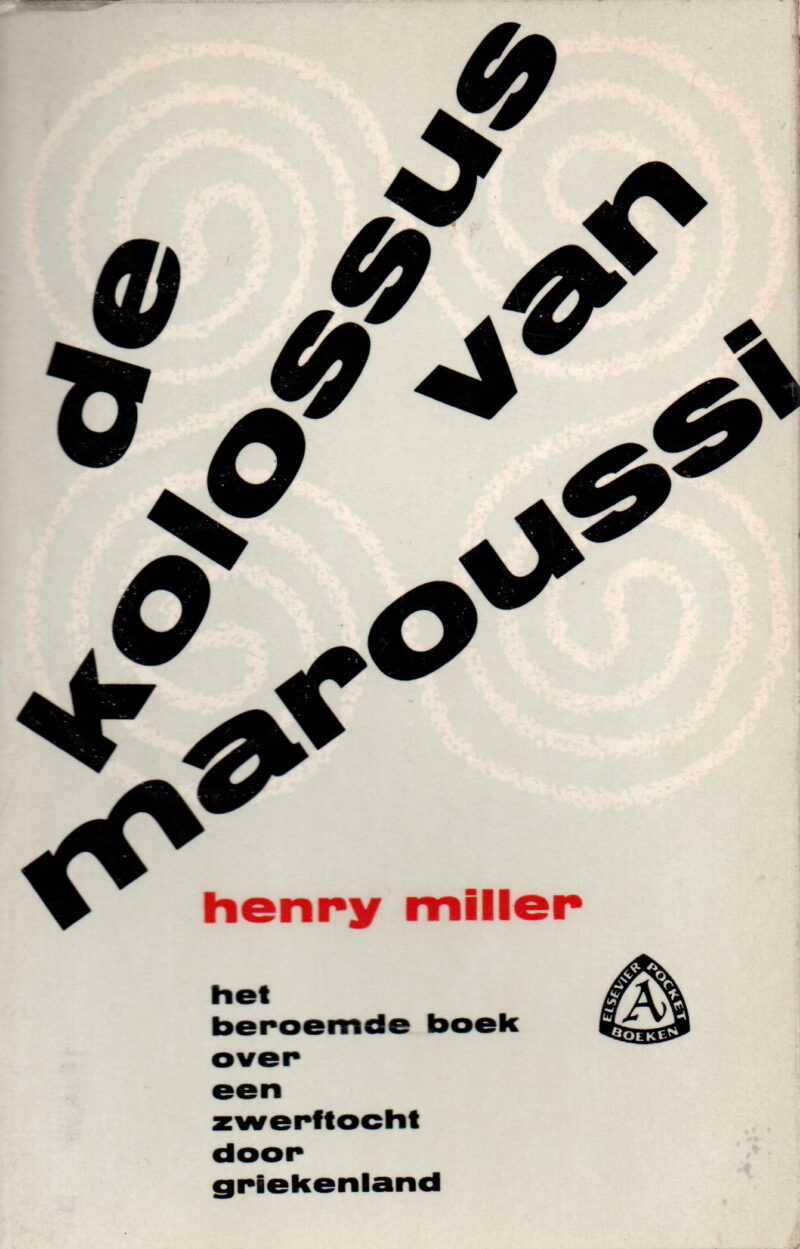 de
kolossus
van
maroussi
henry miller
het
beroemde boek
over
een
zwerftocht
door
griekenland
ELSEVIER POCKET
BOEKEN
A